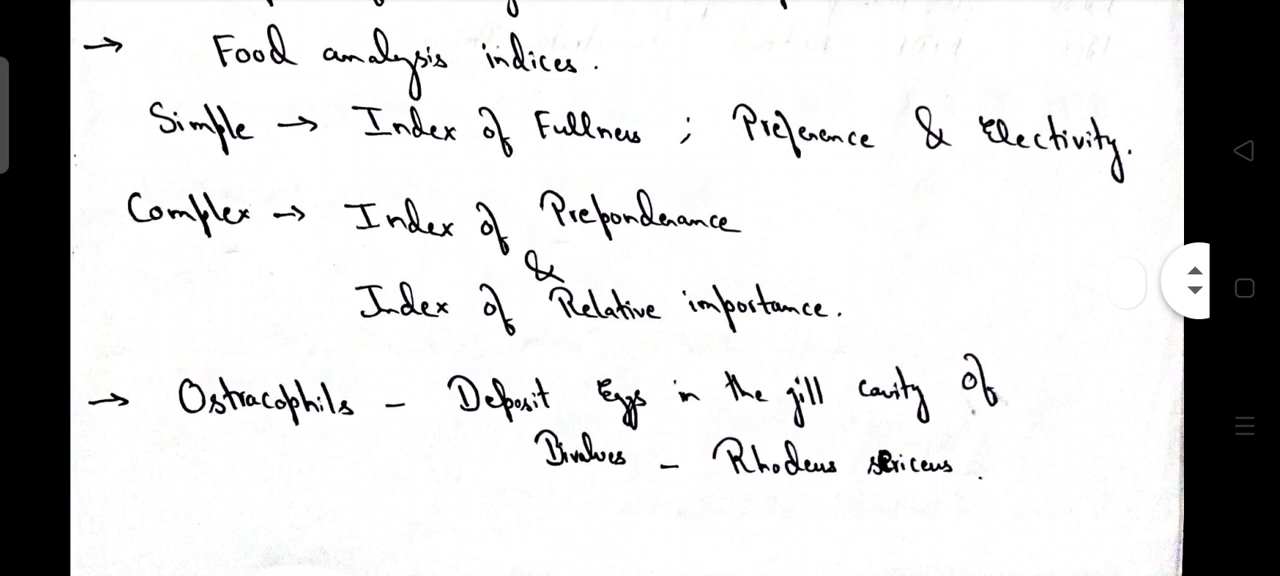 → Food analysis indices.
Simple → Index of Fullness ; Preference & Electivity.
Complex → Index of Preponderance
&
Index of Relative importance.
→ Ostracophils - Deposit Eggs in the gill cavity of
Bivalves - Rhodeus sericeus.